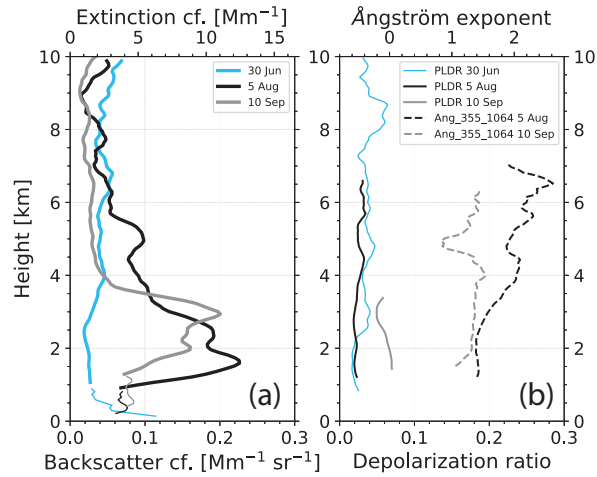 Extinction cf. [Mm⁻¹]
Ångström exponent
0 5 10 15
0 1 2
10
8
6
4
2
0
Height [km]
30 Jun
5 Aug
10 Sep
(a)
PLDR 30 Jun
PLDR 5 Aug
PLDR 10 Sep
Ang_355_1064 5 Aug
Ang_355_1064 10 Sep
(b)
10
8
6
4
2
0
0.0 0.1 0.2 0.3
0.0 0.1 0.2 0.3
Backscatter cf. [Mm⁻¹ sr⁻¹]
Depolarization ratio